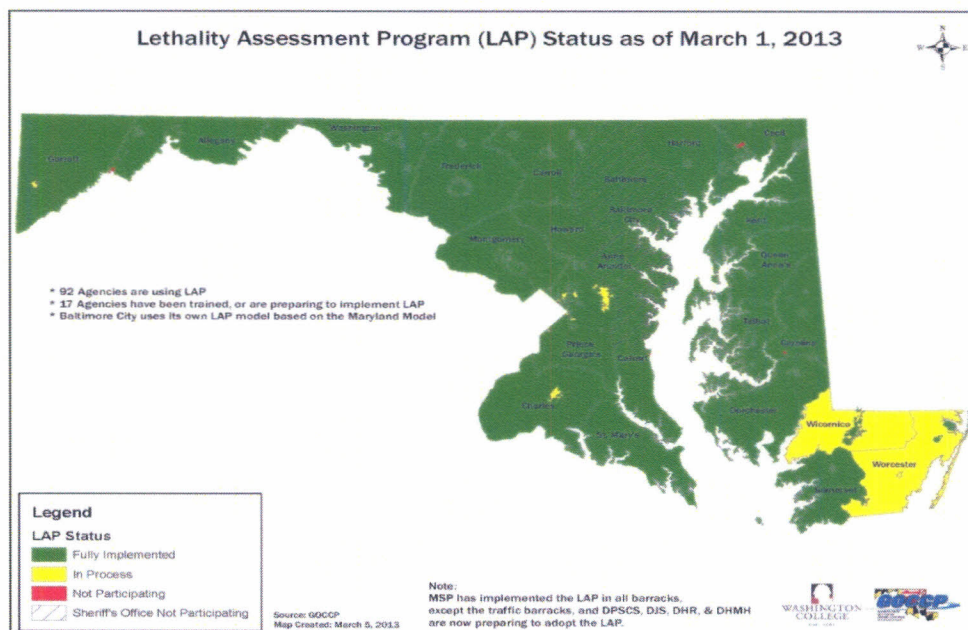 Lethality Assessment Program (LAP) Status as of March 1, 2013
N
W
E
S
Garrett
Allegany
Washington
Frederick
Carroll
Baltimore
Harford
Cecil
Baltimore
City
Kent
Howard
Montgomery
Anne
Arundel
Queen
Anne's
* 92 Agencies are using LAP
* 17 Agencies have been trained, or are preparing to implement LAP
* Baltimore City uses its own LAP model based on the Maryland Model
Talbot
Caroline
Prince
Georges
Calvert
Charles
St. Mary's
Dorchester
Wicomico
Worcester
Somerset
Legend
LAP Status
Fully Implemented
In Process
Not Participating
Sheriff's Office Not Participating
Source: GOCCP
Map Created: March 5, 2013
Note:
MSP has implemented the LAP in all barracks,
except the traffic barracks, and DPSCS, DJS, DHR, & DHMH
are now preparing to adopt the LAP.
WASHINGTON
COLLEGE
GOCCP